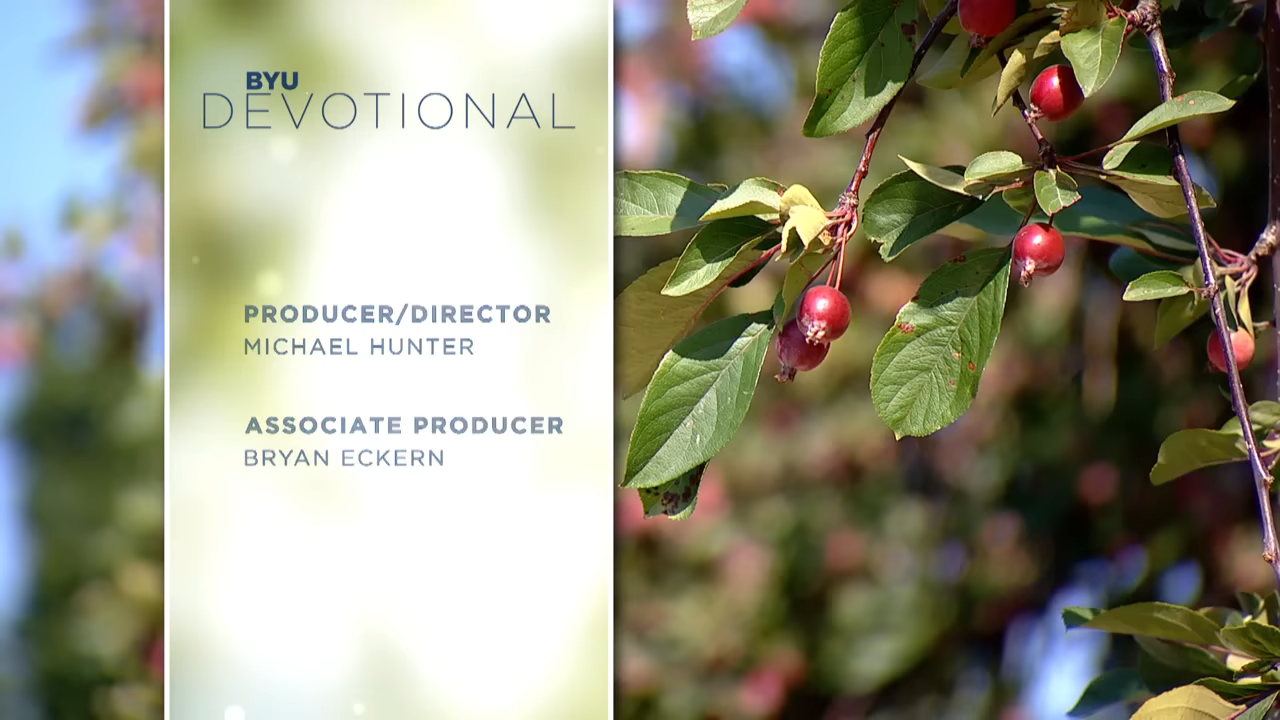 BYU
DEVOTIONAL
PRODUCER/DIRECTOR
MICHAEL HUNTER
ASSOCIATE PRODUCER
BRYAN ECKERN